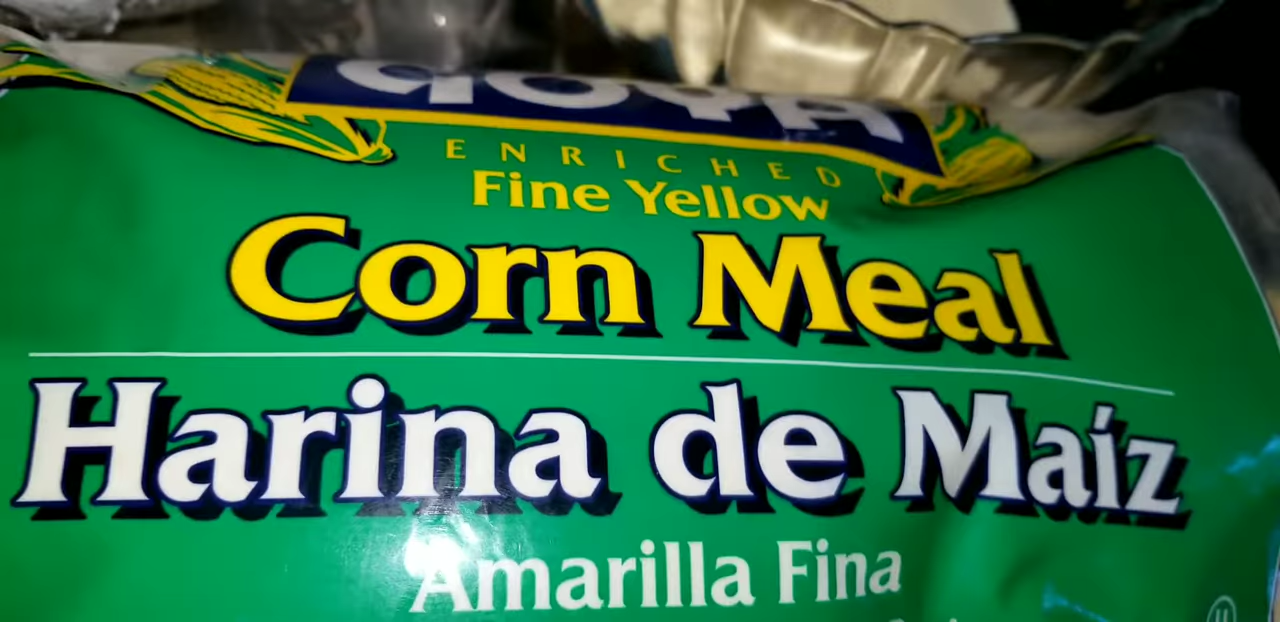 GOYA
ENRICHED
Fine Yellow
Corn Meal
Harina de Maíz
Amarilla Fina
U